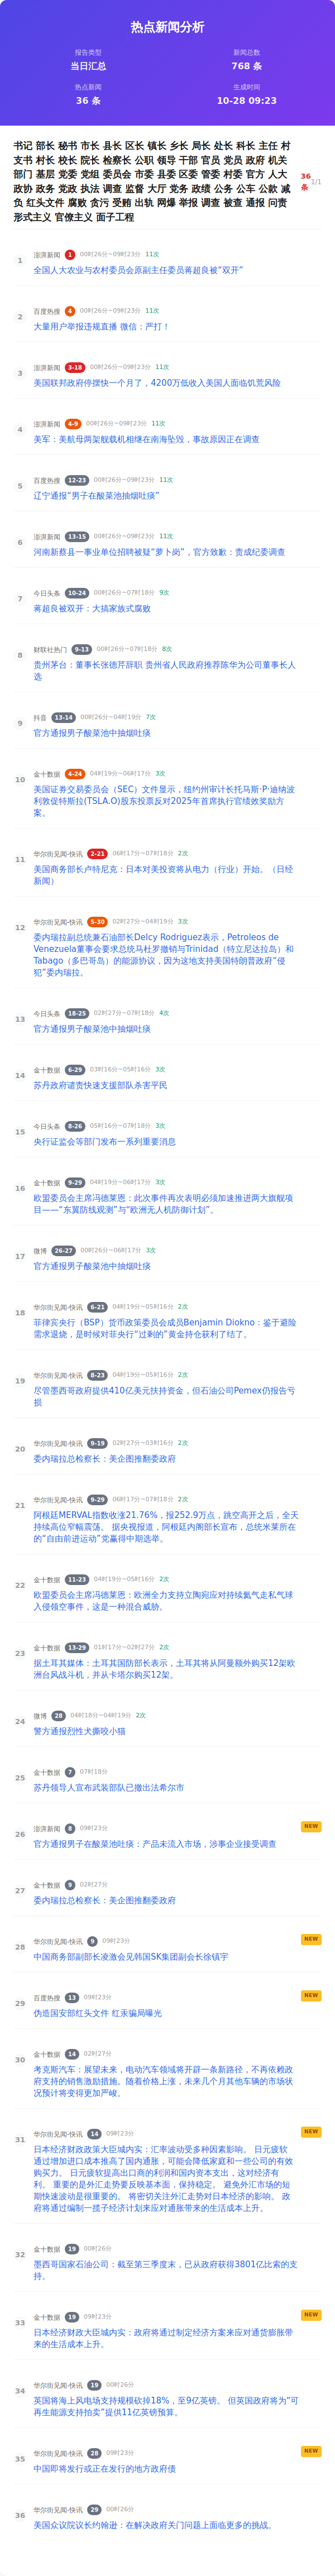 热点新闻分析
报告类型
新闻总数
当日汇总
768 条
热点新闻
生成时间
36 条
10-28 09:23
书记 部长 秘书 市长 县长 区长 镇长 乡长 局长 处长 科长 主任 村
支书 村长 校长 院长 检察长 公职 领导 干部 官员 党员 政府 机关
部门 基层 党委 党组 委员会 市委 县委 区委 管委 村委 官方 人大
政协 政务 党政 执法 调查 监督 大厅 党务 政绩 公务 公车 公款 减
负 红头文件 腐败 贪污 受贿 出轨 网爆 举报 调查 被查 通报 问责
形式主义 官僚主义 面子工程
36
条
1/1
1
澎湃新闻 1 00时26分~09时23分 11次
全国人大农业与农村委员会原副主任委员蒋超良被“双开”
2
百度热搜 4 00时26分~09时23分 11次
大量用户举报违规直播 微信：严打！
3
澎湃新闻 3-18 00时26分~09时23分 11次
美国联邦政府停摆快一个月了，4200万低收入美国人面临饥荒风险
4
澎湃新闻 4-9 00时26分~09时23分 11次
美军：美航母两架舰载机相继在南海坠毁，事故原因正在调查
5
百度热搜 12-23 00时26分~09时23分 11次
辽宁通报“男子在酸菜池抽烟吐痰”
6
澎湃新闻 13-15 00时26分~09时23分 11次
河南新蔡县一事业单位招聘被疑“萝卜岗”，官方致歉：责成纪委调查
7
今日头条 10-24 00时26分~07时18分 9次
蒋超良被双开：大搞家族式腐败
8
财联社热门 9-13 00时26分~07时18分 8次
贵州茅台：董事长张德芹辞职 贵州省人民政府推荐陈华为公司董事长人
选
9
抖音 13-14 00时26分~04时19分 7次
官方通报男子酸菜池中抽烟吐痰
10
金十数据 4-24 04时19分~06时17分 3次
美国证券交易委员会（SEC）文件显示，纽约州审计长托马斯·P·迪纳波
利敦促特斯拉(TSLA.O)股东投票反对2025年首席执行官绩效奖励方
案。
11
华尔街见闻-快讯 2-21 06时17分~07时18分 2次
美国商务部长卢特尼克：日本对美投资将从电力（行业）开始。（日经
新闻）
12
华尔街见闻-快讯 5-30 02时27分~04时19分 3次
委内瑞拉副总统兼石油部长Delcy Rodriguez表示，Petroleos de
Venezuela董事会要求总统马杜罗撤销与Trinidad（特立尼达拉岛）和
Tabago（多巴哥岛）的能源协议，因为这地支持美国特朗普政府“侵
犯”委内瑞拉。
13
今日头条 18-25 02时27分~07时18分 4次
官方通报男子酸菜池中抽烟吐痰
14
金十数据 6-29 03时16分~05时16分 3次
苏丹政府谴责快速支援部队杀害平民
15
今日头条 8-26 05时16分~07时18分 3次
央行证监会等部门发布一系列重要消息
16
金十数据 9-29 04时19分~06时17分 3次
欧盟委员会主席冯德莱恩：此次事件再次表明必须加速推进两大旗舰项
目——“东翼防线观测”与“欧洲无人机防御计划”。
17
微博 26-27 00时26分~06时17分 3次
官方通报男子酸菜池中抽烟吐痰
18
华尔街见闻-快讯 6-21 04时19分~05时16分 2次
菲律宾央行（BSP）货币政策委员会成员Benjamin Diokno：鉴于避险
需求退烧，是时候对菲央行“过剩的”黄金持仓获利了结了。
19
华尔街见闻-快讯 8-23 04时19分~05时16分 2次
尽管墨西哥政府提供410亿美元扶持资金，但石油公司Pemex仍报告亏
损
20
华尔街见闻-快讯 9-19 02时27分~03时16分 2次
委内瑞拉总检察长：美企图推翻委政府
21
华尔街见闻-快讯 9-29 06时17分~07时18分 2次
阿根廷MERVAL指数收涨21.76%，报252.9万点，跳空高开之后，全天
持续高位窄幅震荡。 据央视报道，阿根廷内阁部长宣布，总统米莱所在
的“自由前进运动”党赢得中期选举。
22
金十数据 11-23 04时19分~05时16分 2次
欧盟委员会主席冯德莱恩：欧洲全力支持立陶宛应对持续氦气走私气球
入侵领空事件，这是一种混合威胁。
23
金十数据 13-29 01时17分~02时27分 2次
据土耳其媒体：土耳其国防部长表示，土耳其将从阿曼额外购买12架欧
洲台风战斗机，并从卡塔尔购买12架。
24
微博 28 04时18分~04时19分 2次
警方通报烈性犬撕咬小猫
25
金十数据 7 07时18分
苏丹领导人宣布武装部队已撤出法希尔市
26
澎湃新闻 8 09时23分
NEW
官方通报男子在酸菜池吐痰：产品未流入市场，涉事企业接受调查
27
金十数据 9 02时27分
委内瑞拉总检察长：美企图推翻委政府
28
华尔街见闻-快讯 9 09时23分
NEW
中国商务部副部长凌激会见韩国SK集团副会长徐镇宇
29
百度热搜 13 09时23分
NEW
伪造国安部红头文件 红汞骗局曝光
30
金十数据 14 02时27分
考克斯汽车：展望未来，电动汽车领域将开辟一条新路径，不再依赖政
府支持的销售激励措施。随着价格上涨，未来几个月其他车辆的市场状
况预计将变得更加严峻。
31
华尔街见闻-快讯 14 09时23分
NEW
日本经济财政政策大臣城内实：汇率波动受多种因素影响。 日元疲软
通过增加进口成本推高了国内通胀，可能会降低家庭和一些公司的有效
购买力。 日元疲软提高出口商的利润和国内资本支出，这对经济有
利。 重要的是外汇走势要反映基本面，保持稳定。 避免外汇市场的短
期快速波动是很重要的。 将密切关注外汇走势对日本经济的影响。 政
府将通过编制一揽子经济计划来应对通胀带来的生活成本上升。
32
金十数据 19 00时26分
墨西哥国家石油公司：截至第三季度末，已从政府获得3801亿比索的支
持。
33
金十数据 19 09时23分
NEW
日本经济财政大臣城内实：政府将通过制定经济方案来应对通货膨胀带
来的生活成本上升。
34
华尔街见闻-快讯 19 00时26分
英国将海上风电场支持规模砍掉18%，至9亿英镑。 但英国政府将为“可
再生能源支持拍卖”提供11亿英镑预算。
35
华尔街见闻-快讯 28 09时23分
NEW
中国即将发行或正在发行的地方政府债
36
华尔街见闻-快讯 29 00时26分
美国众议院议长约翰逊：在解决政府关门问题上面临更多的挑战。